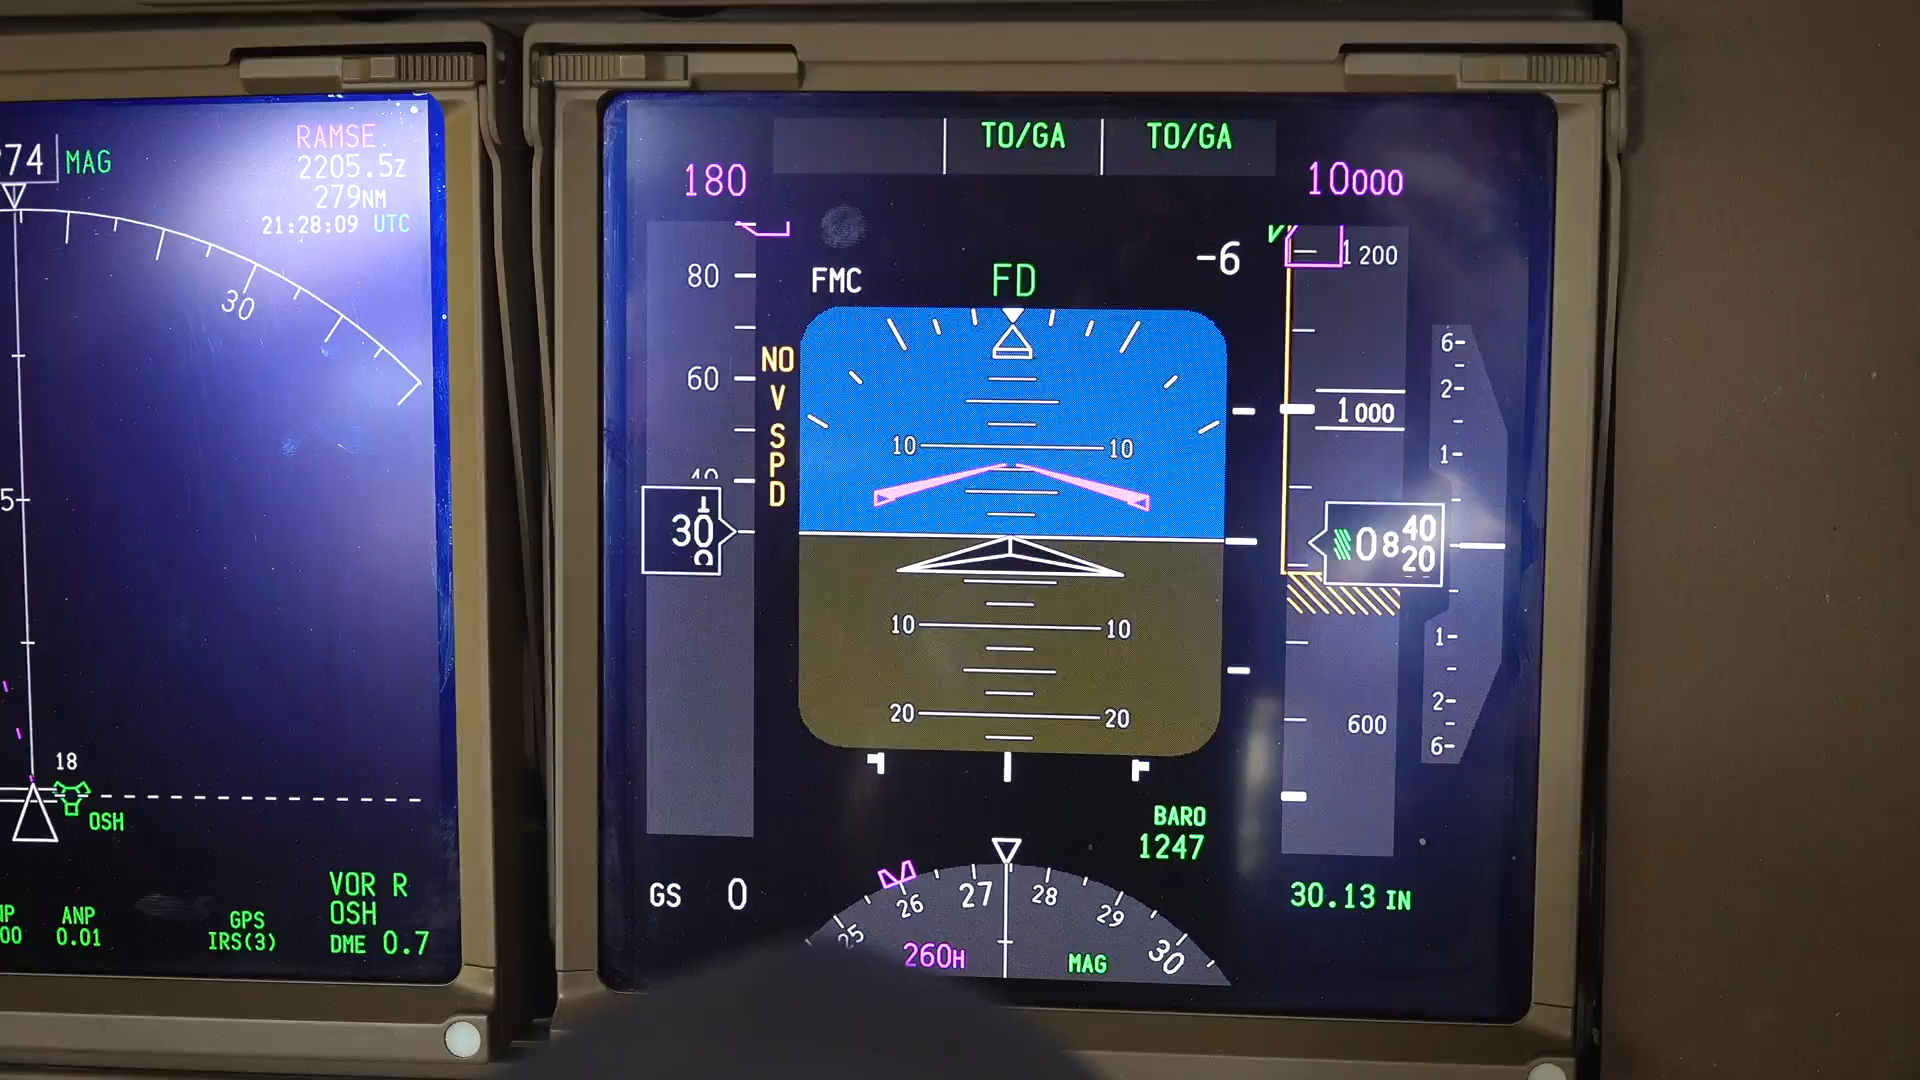 274 MAG
RAMSE
2205.5z
279NM
21:28:09 UTC
30
5
18
OSH
VOR R
OSH
DME 0.7
ANP
0.01
GPS
IRS(3)
TO/GA TO/GA
180
10000
80
60
40
30
NO
V
S
P
D
FMC
FD
-6
10 10
10 10
20 20
1200
1000
0840
20
600
6-
2-
1-
1-
2-
6-
BARO
1247
GS 0
30.13 IN
25 26 27 28 29 30
260H MAG